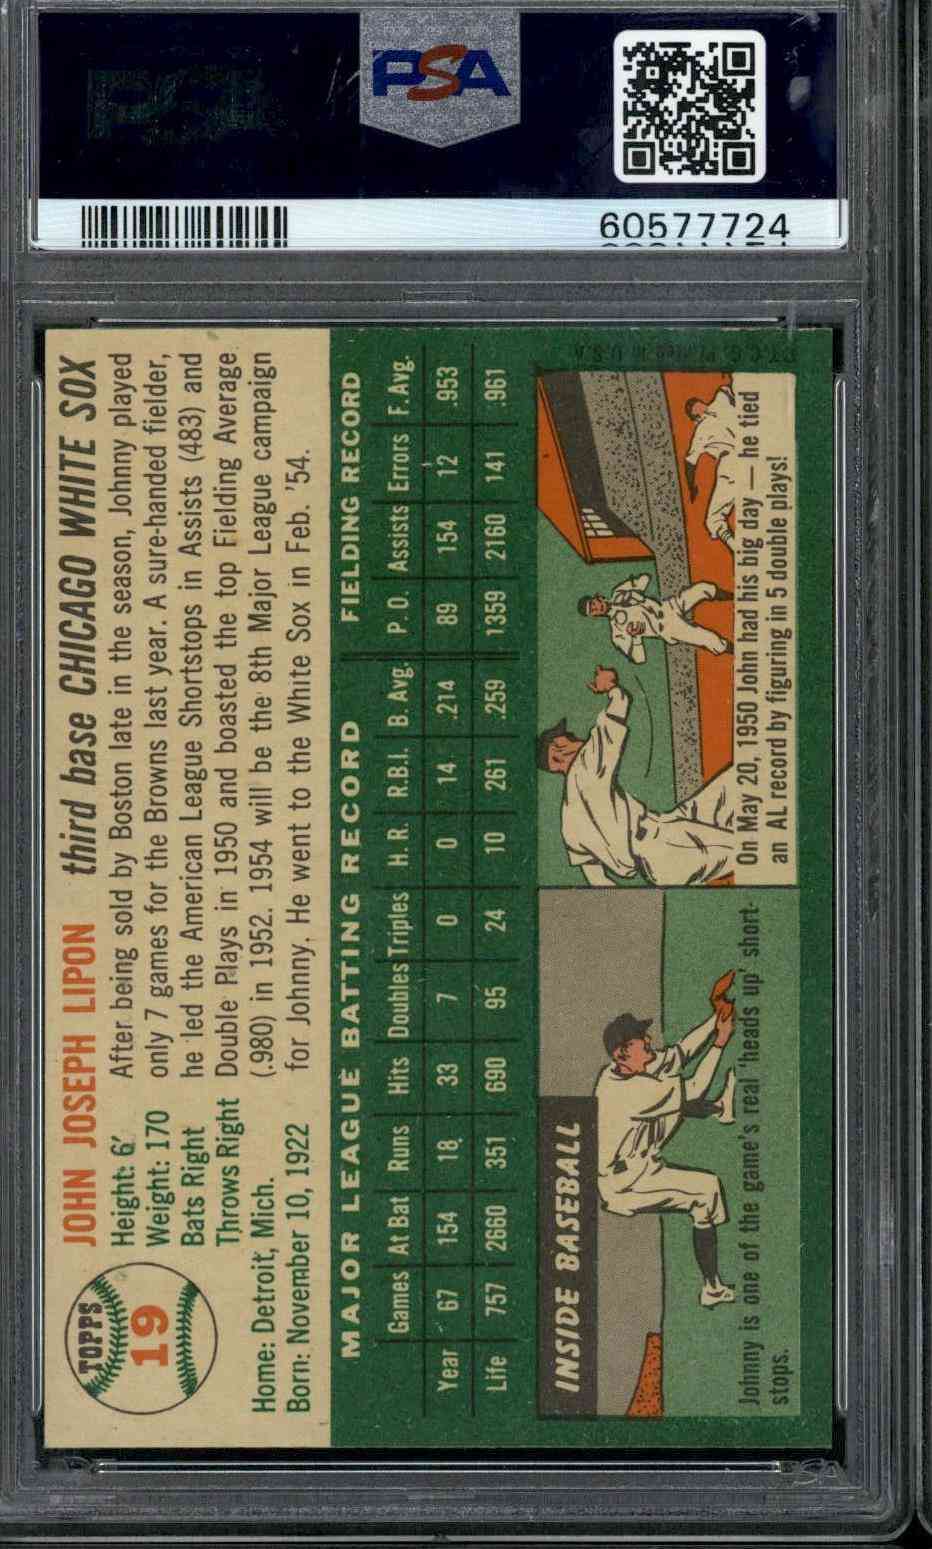 PSA
60577724
TOPPS
19
JOHN JOSEPH LIPON third base CHICAGO WHITE SOX
Height: 6'
Weight: 170
Bats Right
Throws Right
Home: Detroit, Mich.
Born: November 10, 1922
After being sold by Boston late in the season, Johnny played
only 7 games for the Browns last year. A sure-handed fielder,
he led the American League Shortstops in Assists (483) and
Double Plays in 1950 and boasted the top Fielding Average
(.980) in 1952. 1954 will be the 8th Major League campaign
for Johnny. He went to the White Sox in Feb. '54.
MAJOR LEAGUE BATTING RECORD FIELDING RECORD
Games At Bat Runs Hits Doubles Triples H. R. R.B.I. B. Avg. P. O. Assists Errors F. Avg.
Year 67 154 18 33 7 0 0 14 .214 89 154 12 .953
Life 757 2660 351 690 95 24 10 261 .259 1359 2160 141 .961
INSIDE BASEBALL
Johnny is one of the game's real 'heads up' short-
stops.
On May 20, 1950 John had his big day — he tied
an AL record by figuring in 5 double plays!
T. C. G. Printed in U.S.A.